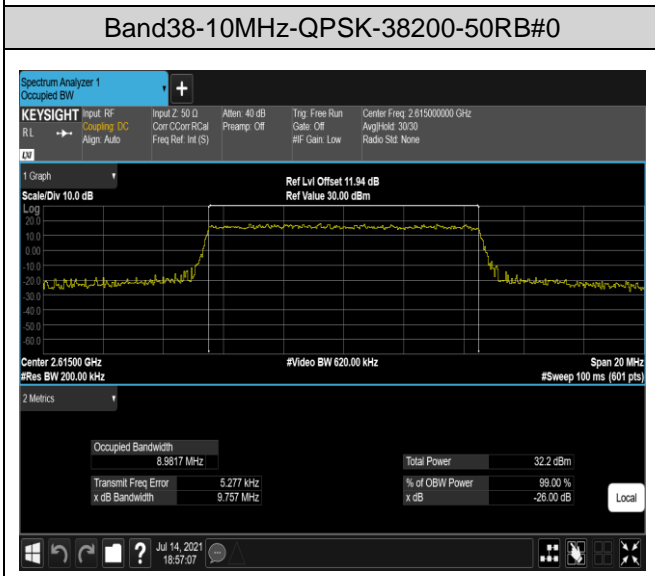 Band38-10MHz-QPSK-38200-50RB#0
Spectrum Analyzer 1
Occupied BW
+
KEYSIGHT Input: RF Input Z: 50 Ω Atten: 40 dB Trig: Free Run Center Freq: 2.615000000 GHz
R L Coupling: DC Corr CCorr RCal Preamp: Off Gate: Off Avg|Hold: 30/30
Align: Auto Freq Ref: Int (S) #IF Gain: Low Radio Std: None
LXI
1 Graph
Ref Lvl Offset 11.94 dB
Scale/Div 10.0 dB Ref Value 30.00 dBm
Log
20.0
10.0
0.00
-10.0
-20.0
-30.0
-40.0
-50.0
-60.0
Center 2.61500 GHz #Video BW 620.00 kHz Span 20 MHz
#Res BW 200.00 kHz #Sweep 100 ms (601 pts)
2 Metrics
Occupied Bandwidth
8.9817 MHz Total Power 32.2 dBm
Transmit Freq Error 5.277 kHz % of OBW Power 99.00 %
x dB Bandwidth 9.757 MHz x dB -26.00 dB
Local
? Jul 14, 2021
18:57:07